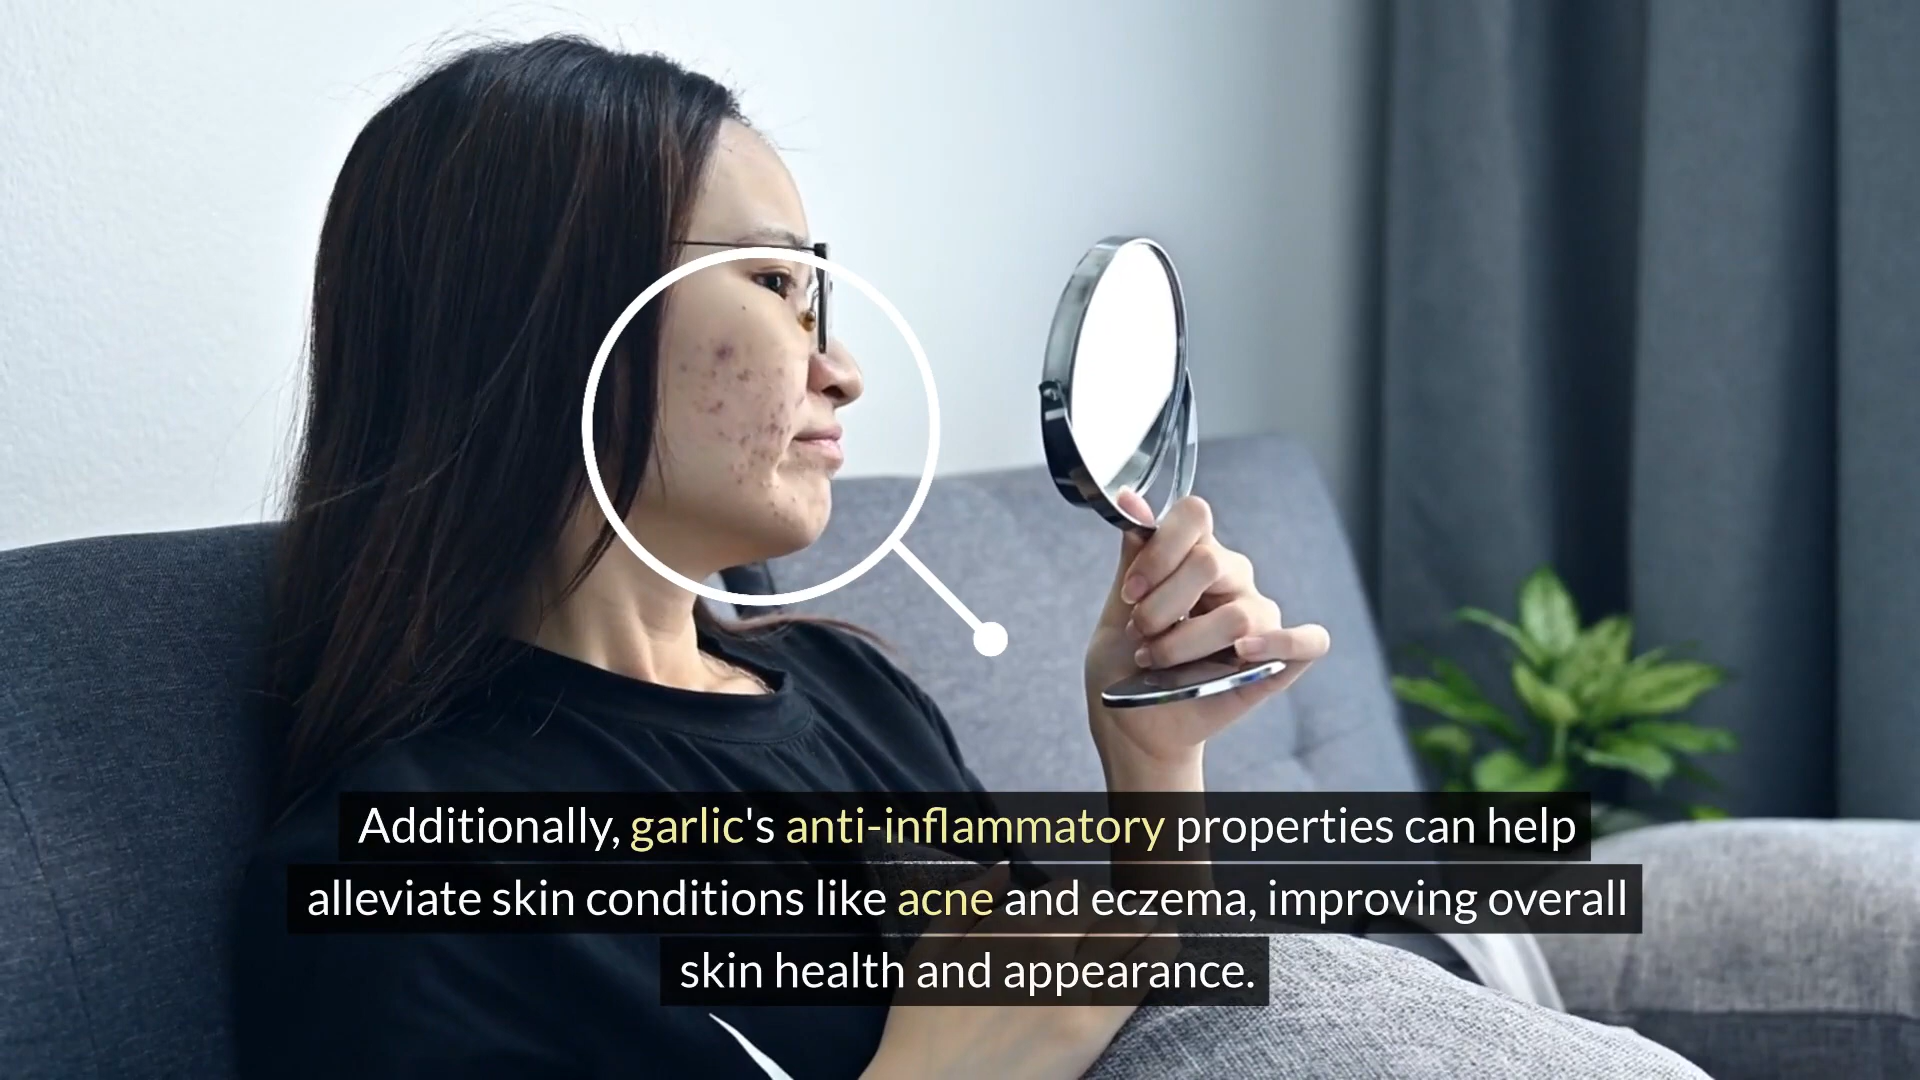 Additionally, garlic's anti-inflammatory properties can help
alleviate skin conditions like acne and eczema, improving overall
skin health and appearance.